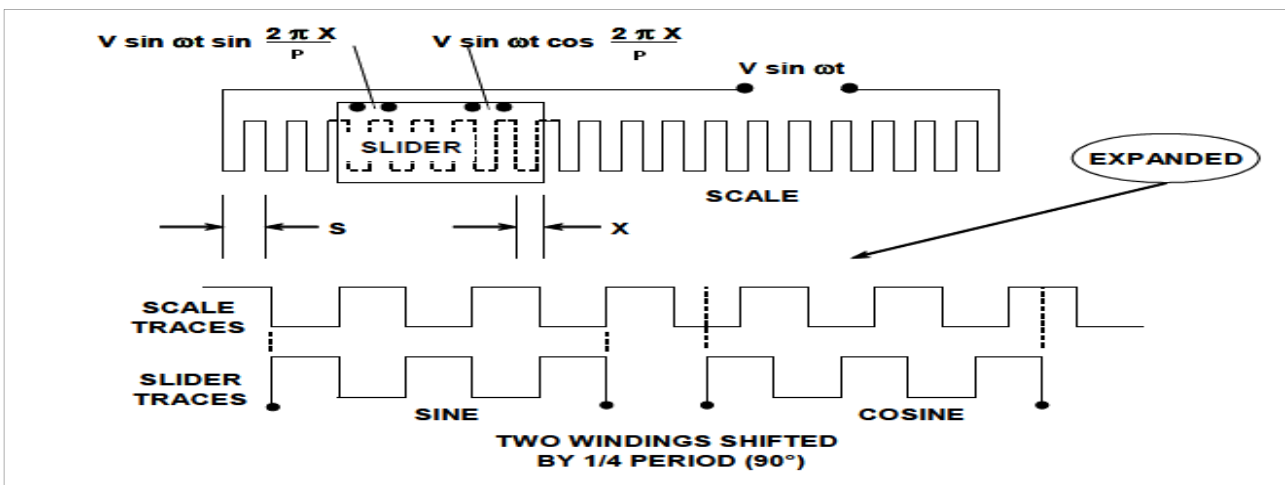 V sin ωt sin 2 π X / P
V sin ωt cos 2 π X / P
V sin ωt
SLIDER
EXPANDED
SCALE
S
X
SCALE
TRACES
SLIDER
TRACES
SINE
COSINE
TWO WINDINGS SHIFTED
BY 1/4 PERIOD (90°)